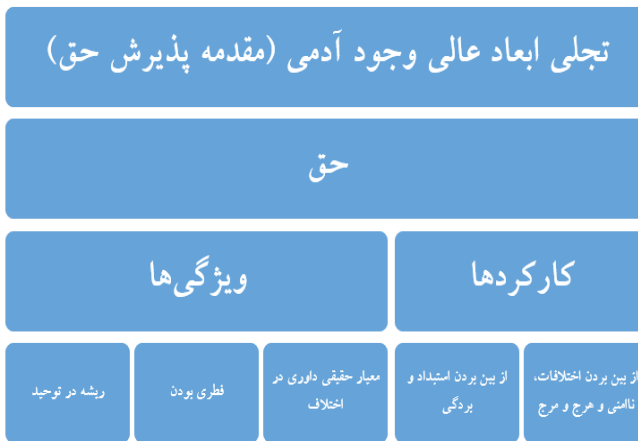 تجلی ابعاد عالی وجود آدمی (مقدمه پذیرش حق)
حق
کارکردها
ویژگی‌ها
از بین بردن اختلافات،
ناامنی و هرج و مرج
از بین بردن استبداد و
بردگی
معیار حقیقی داوری در
اختلاف
فطری بودن
ریشه در توحید